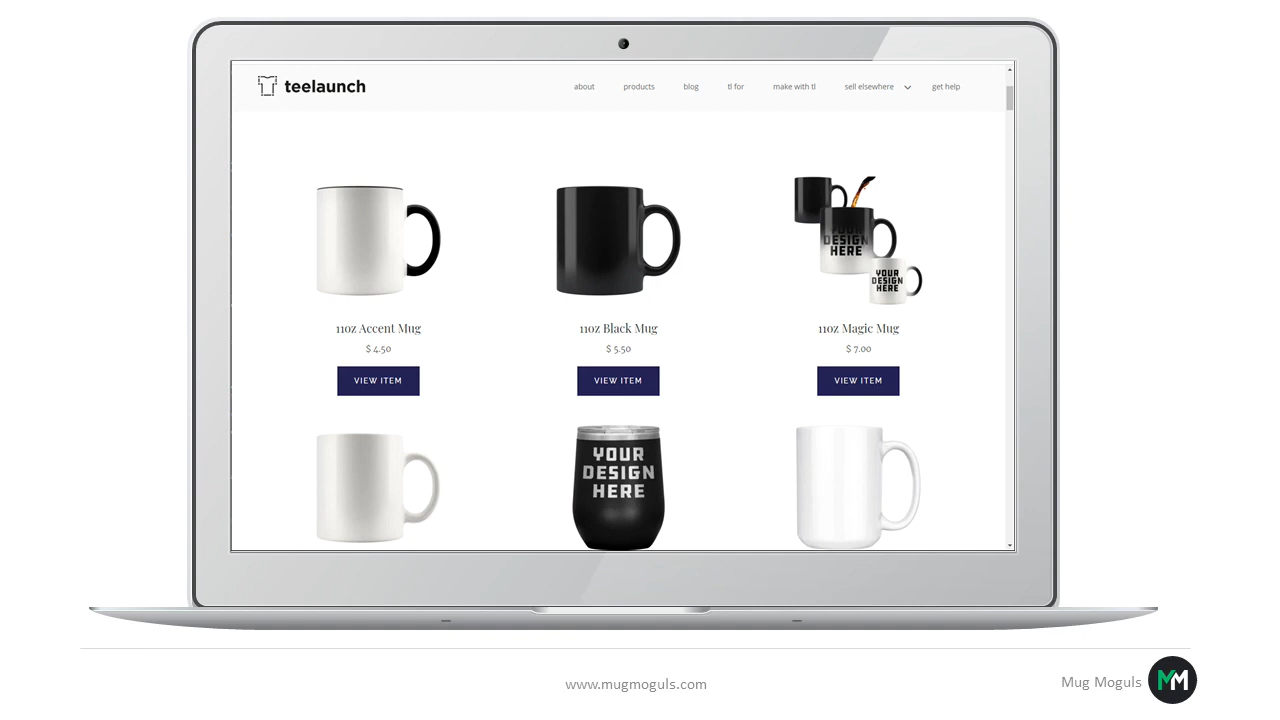 teelaunch
about products blog tl for make with tl sell elsewhere get help
YOUR
DESIGN
HERE
YOUR
DESIGN
HERE
11oz Accent Mug 11oz Black Mug 11oz Magic Mug
$ 4.50 $ 5.50 $ 7.00
VIEW ITEM VIEW ITEM VIEW ITEM
YOUR
DESIGN
HERE
www.mugmoguls.com
Mug Moguls MM